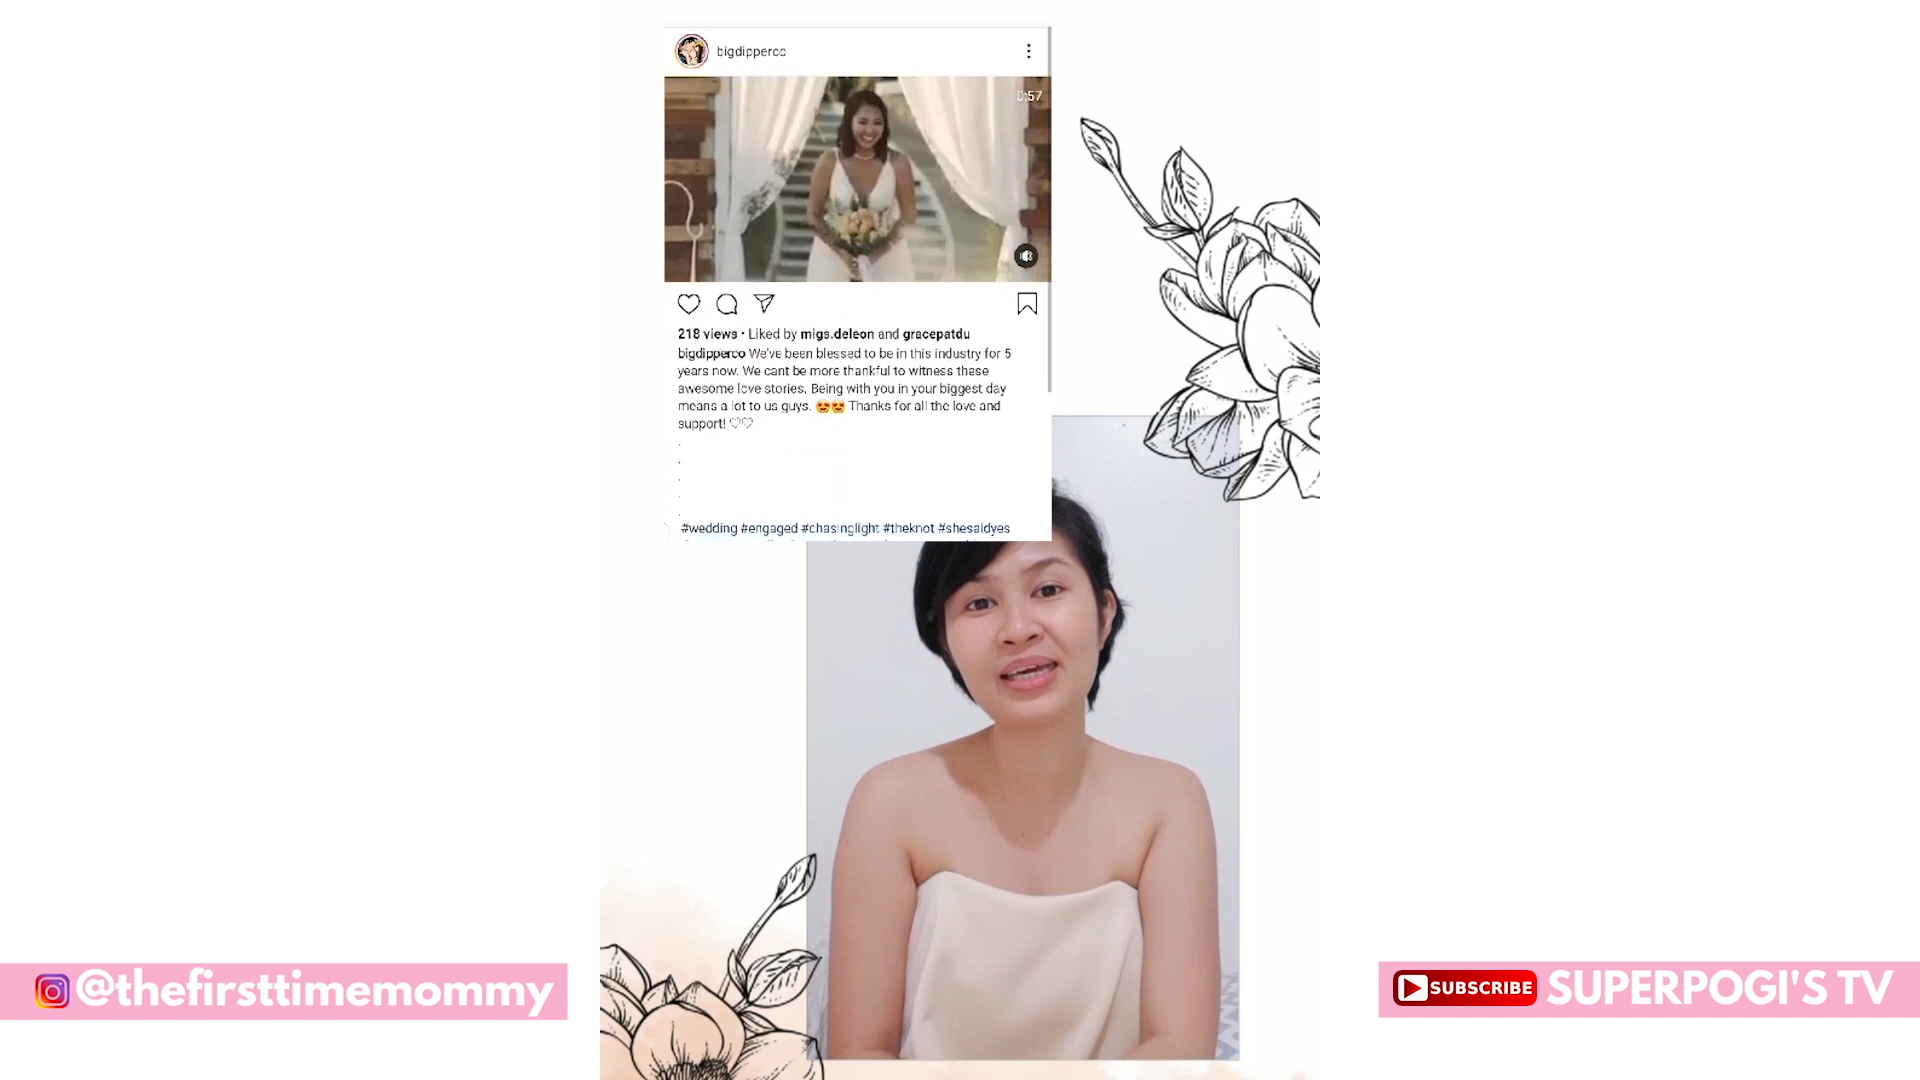 bigdipperco
0:57
218 views · Liked by migs.deleon and gracepatdu
bigdipperco We've been blessed to be in this industry for 5
years now. We cant be more thankful to witness these
awesome love stories. Being with you in your biggest day
means a lot to us guys. 😍😍 Thanks for all the love and
support! ♡♡
.
.
.
.
.
#wedding #engaged #chasinglight #theknot #shesaidyes
@thefirsttimemommy
SUBSCRIBE SUPERPOGI'S TV